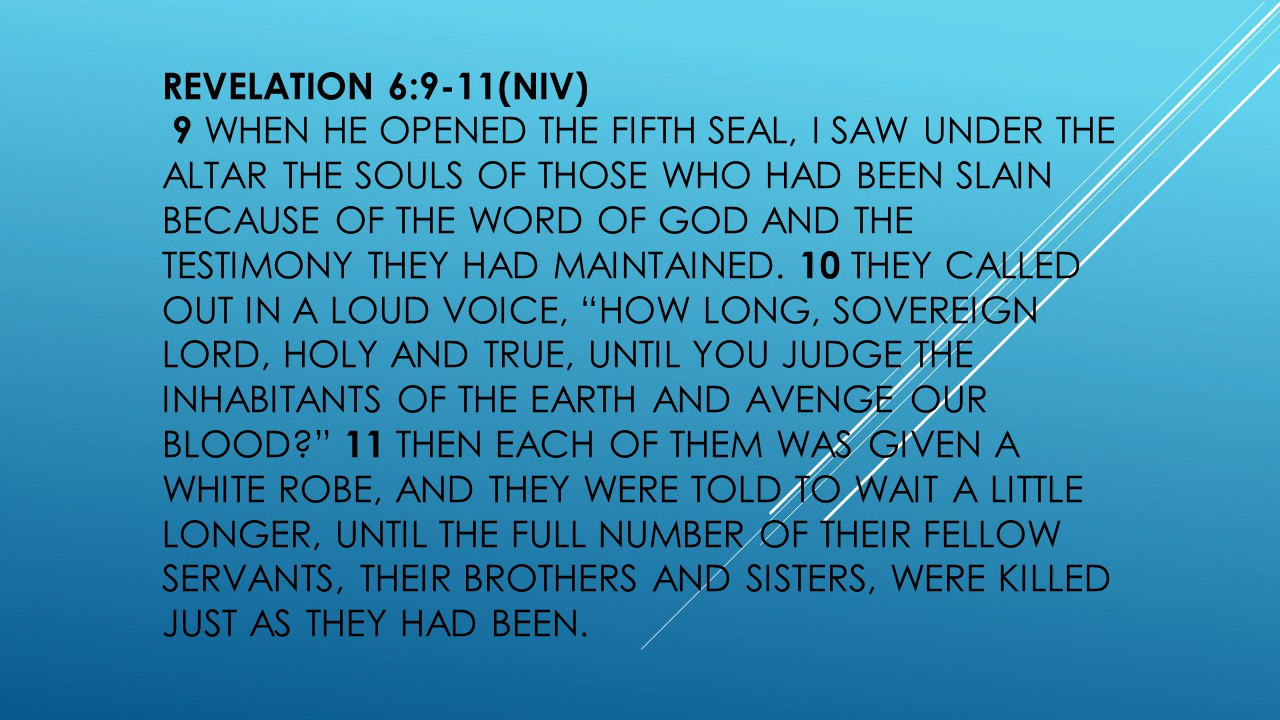 REVELATION 6:9-11(NIV)
9 WHEN HE OPENED THE FIFTH SEAL, I SAW UNDER THE
ALTAR THE SOULS OF THOSE WHO HAD BEEN SLAIN
BECAUSE OF THE WORD OF GOD AND THE
TESTIMONY THEY HAD MAINTAINED. 10 THEY CALLED
OUT IN A LOUD VOICE, “HOW LONG, SOVEREIGN
LORD, HOLY AND TRUE, UNTIL YOU JUDGE THE
INHABITANTS OF THE EARTH AND AVENGE OUR
BLOOD?” 11 THEN EACH OF THEM WAS GIVEN A
WHITE ROBE, AND THEY WERE TOLD TO WAIT A LITTLE
LONGER, UNTIL THE FULL NUMBER OF THEIR FELLOW
SERVANTS, THEIR BROTHERS AND SISTERS, WERE KILLED
JUST AS THEY HAD BEEN.